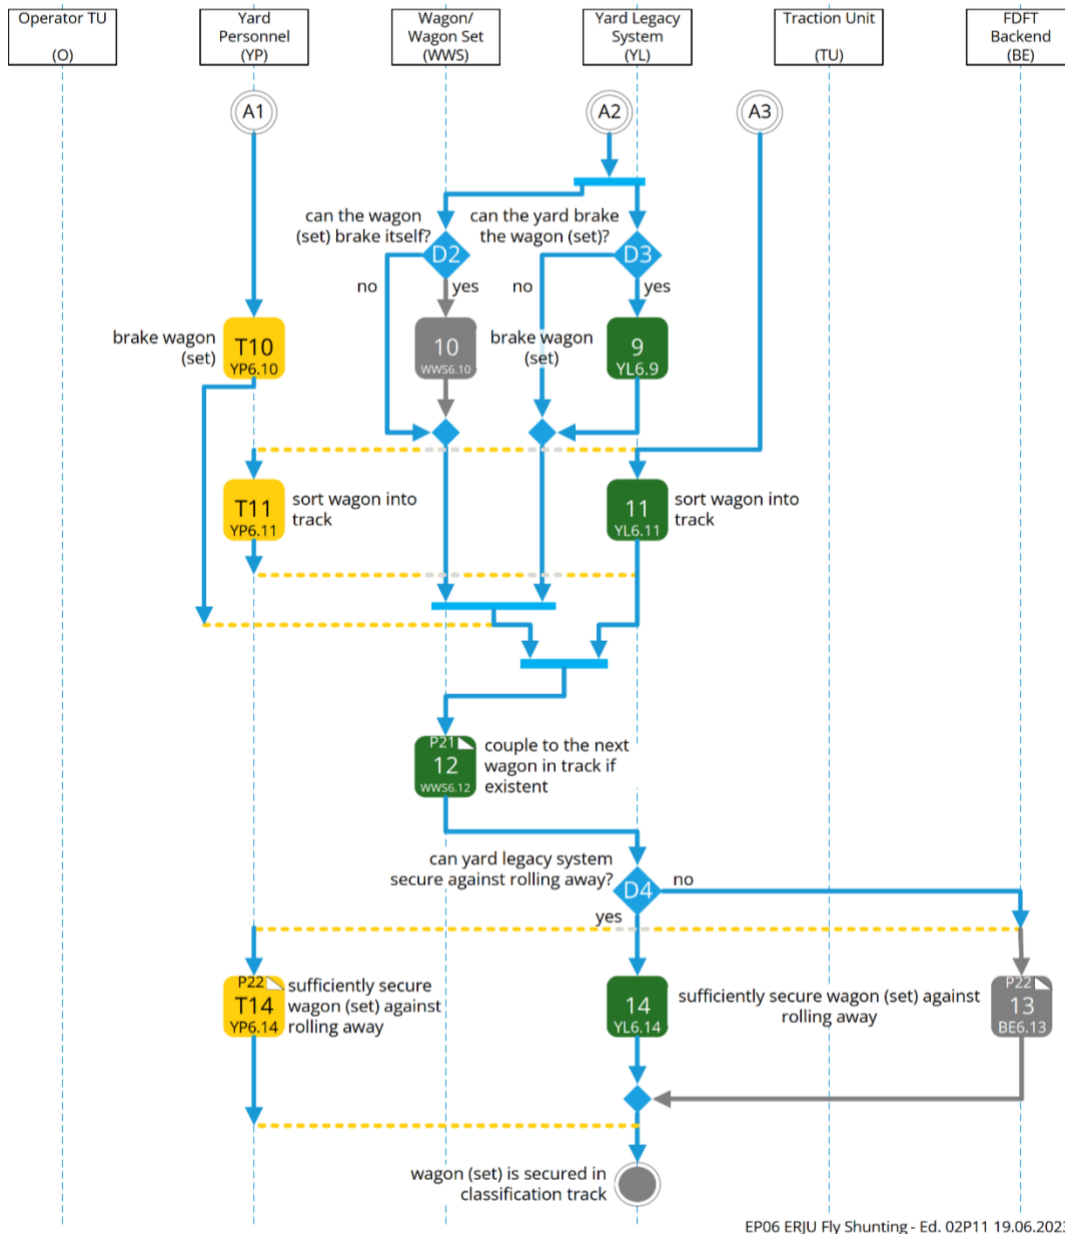 Operator TU
(O)
Yard
Personnel
(YP)
Wagon/
Wagon Set
(WWS)
Yard Legacy
System
(YL)
Traction Unit
(TU)
FDFT
Backend
(BE)
A1
A2
A3
can the wagon
(set) brake itself?
can the yard brake
the wagon (set)?
D2
D3
no
yes
no
yes
brake wagon
(set)
T10
YP6.10
10
WWS6.10
brake wagon
(set)
9
YL6.9
T11
YP6.11
sort wagon into
track
11
YL6.11
sort wagon into
track
P21
12
WWS6.12
couple to the next
wagon in track if
existent
can yard legacy system
secure against rolling away?
D4
no
yes
P22
T14
YP6.14
sufficiently secure
wagon (set) against
rolling away
14
YL6.14
sufficiently secure wagon (set) against
rolling away
P22
13
BE6.13
wagon (set) is secured in
classification track
EP06 ERJU Fly Shunting - Ed. 02P11 19.06.2023